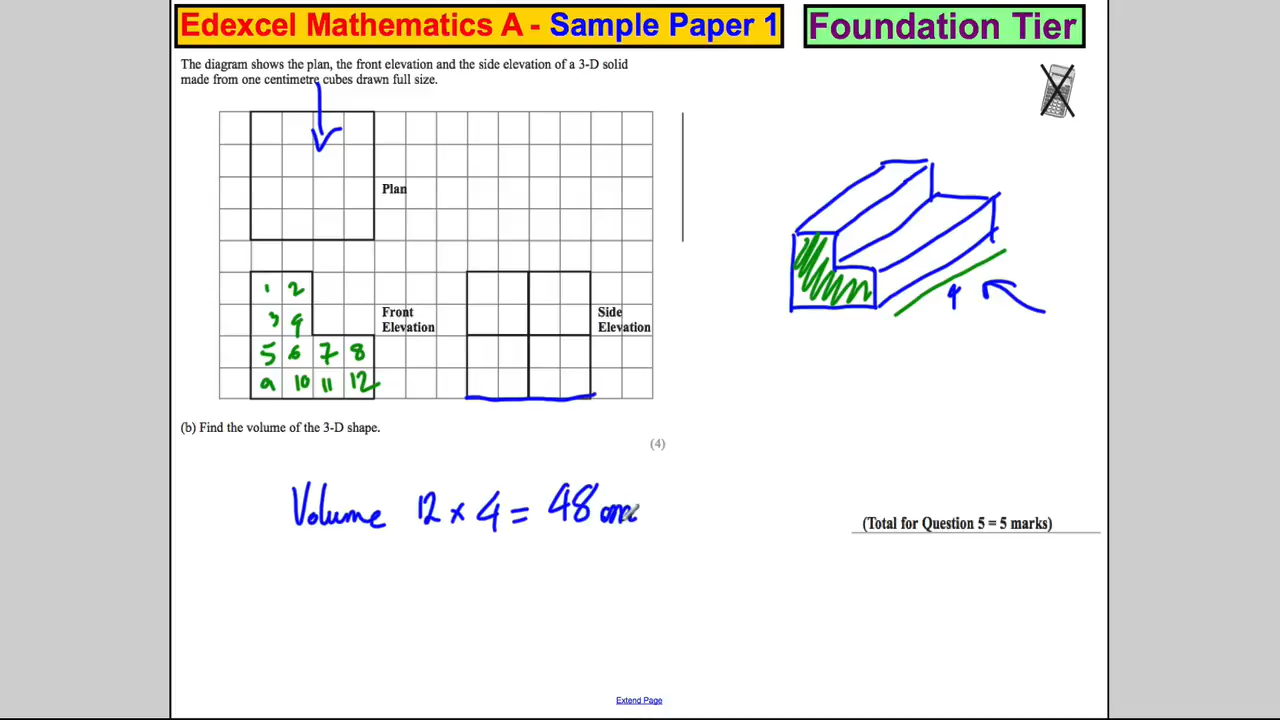 Edexcel Mathematics A - Sample Paper 1
Foundation Tier
The diagram shows the plan, the front elevation and the side elevation of a 3-D solid
made from one centimetre cubes drawn full size.
Plan
1 2
3 4
5 6 7 8
9 10 11 12
Front
Elevation
Side
Elevation
4
(b) Find the volume of the 3-D shape.
(4)
Volume 12 × 4 = 48
(Total for Question 5 = 5 marks)
Extend Page